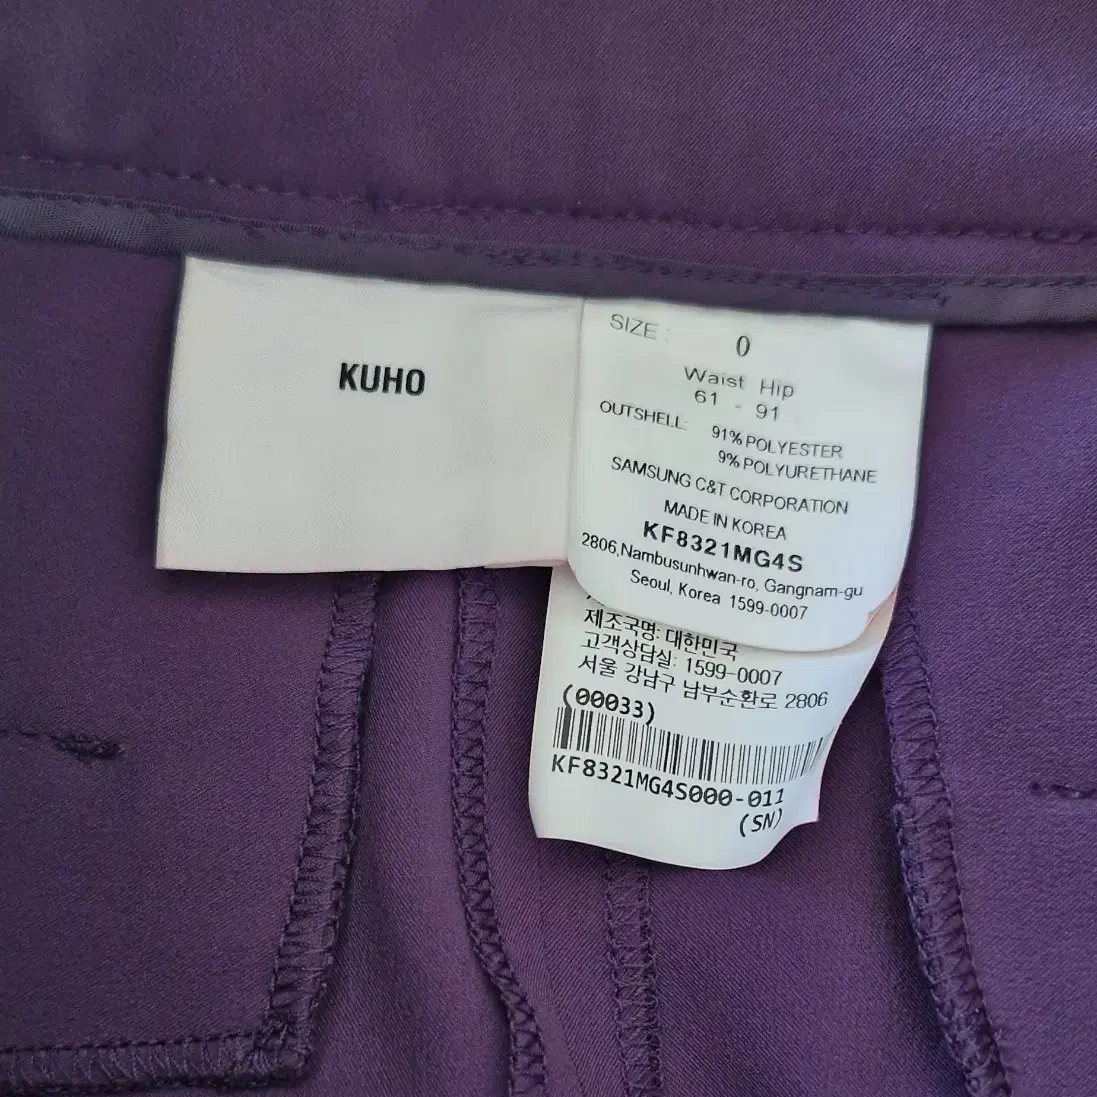 KUHO
SIZE : 0
Waist Hip
61 - 91
OUTSHELL: 91% POLYESTER
9% POLYURETHANE
SAMSUNG C&T CORPORATION
MADE IN KOREA
KF8321MG4S
2806,Nambusunhwan-ro, Gangnam-gu
Seoul, Korea 1599-0007
제조국명: 대한민국
고객상담실: 1599-0007
서울 강남구 남부순환로 2806
(00033)
KF8321MG4S000-011
(SN)